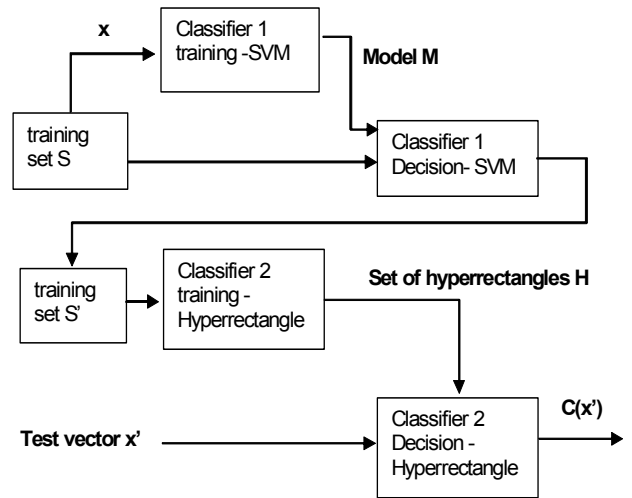 x
Classifier 1
training -SVM
Model M
training
set S
Classifier 1
Decision- SVM
training
set S'
Classifier 2
training -
Hyperrectangle
Set of hyperrectangles H
Test vector x'
Classifier 2
Decision -
Hyperrectangle
C(x')